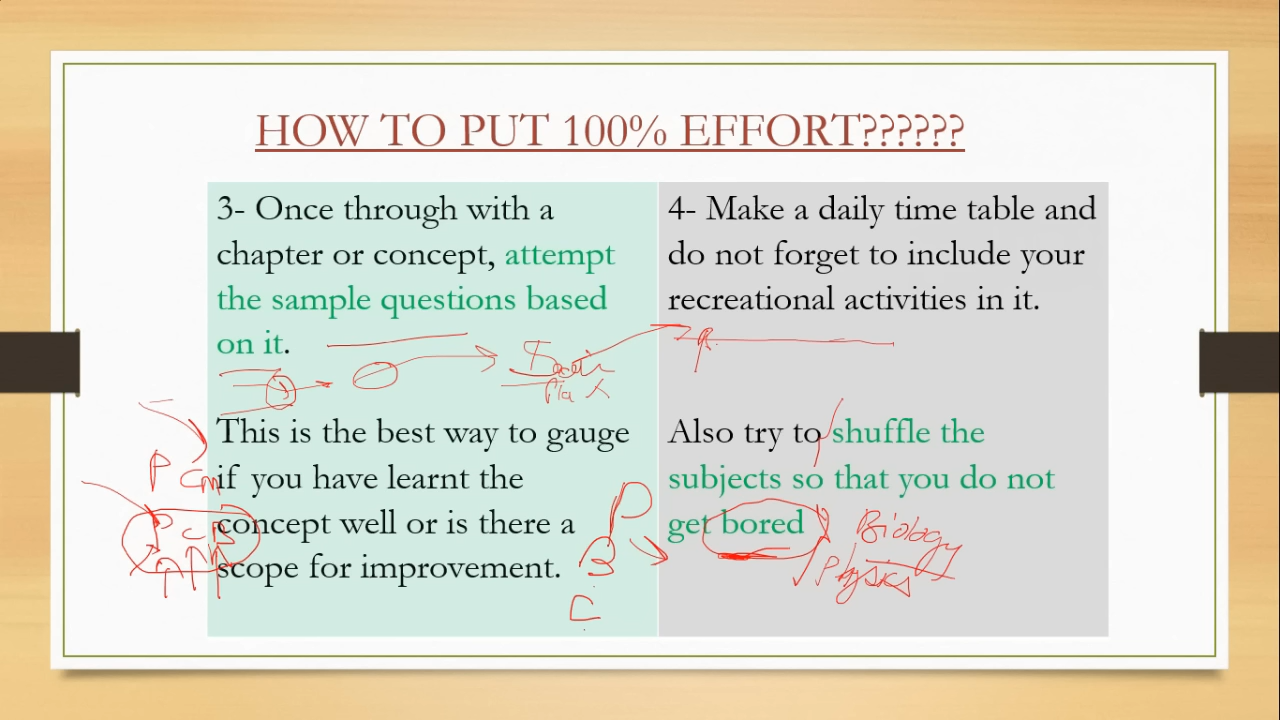 HOW TO PUT 100% EFFORT??????
3- Once through with a
chapter or concept, attempt
the sample questions based
on it.
This is the best way to gauge
if you have learnt the
concept well or is there a
scope for improvement.
4- Make a daily time table and
do not forget to include your
recreational activities in it.
Also try to shuffle the
subjects so that you do not
get bored
P C m
P C B
P
B
C
Biology
Physics